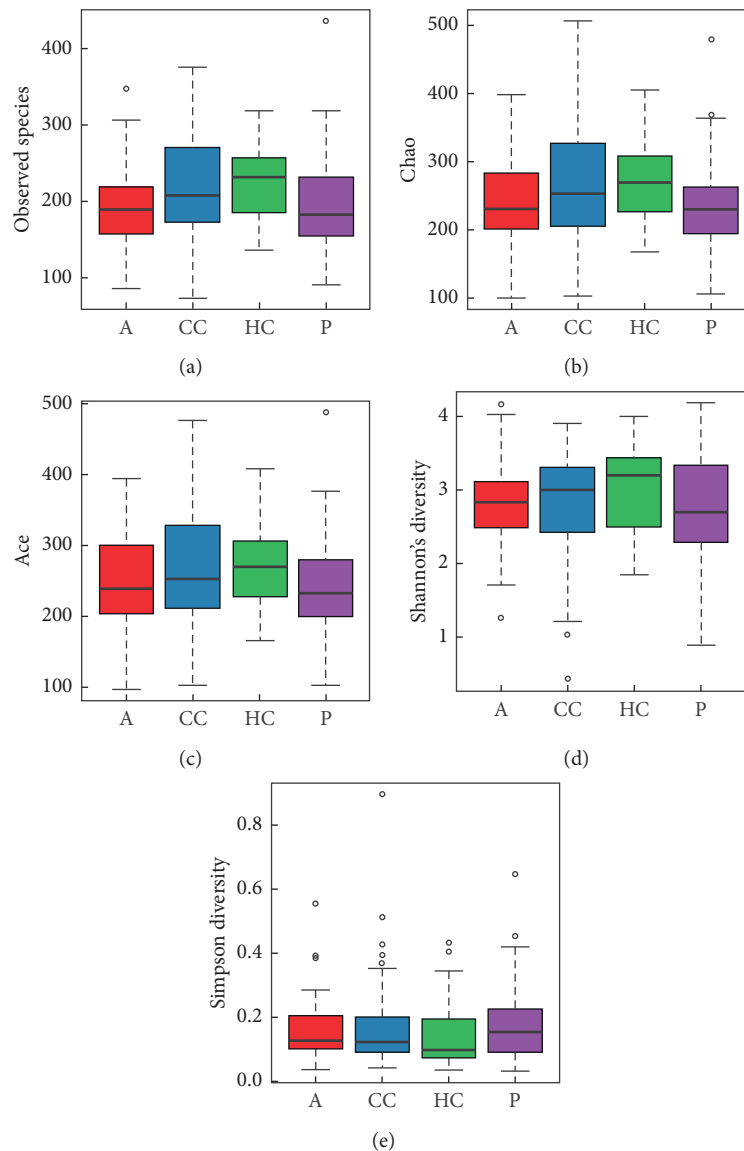 Observed species
400
300
200
100
A CC HC P
(a)
Chao
500
400
300
200
100
A CC HC P
(b)
Ace
500
400
300
200
100
A CC HC P
(c)
Shannon's diversity
4
3
2
1
A CC HC P
(d)
Simpson diversity
0.8
0.6
0.4
0.2
0.0
A CC HC P
(e)